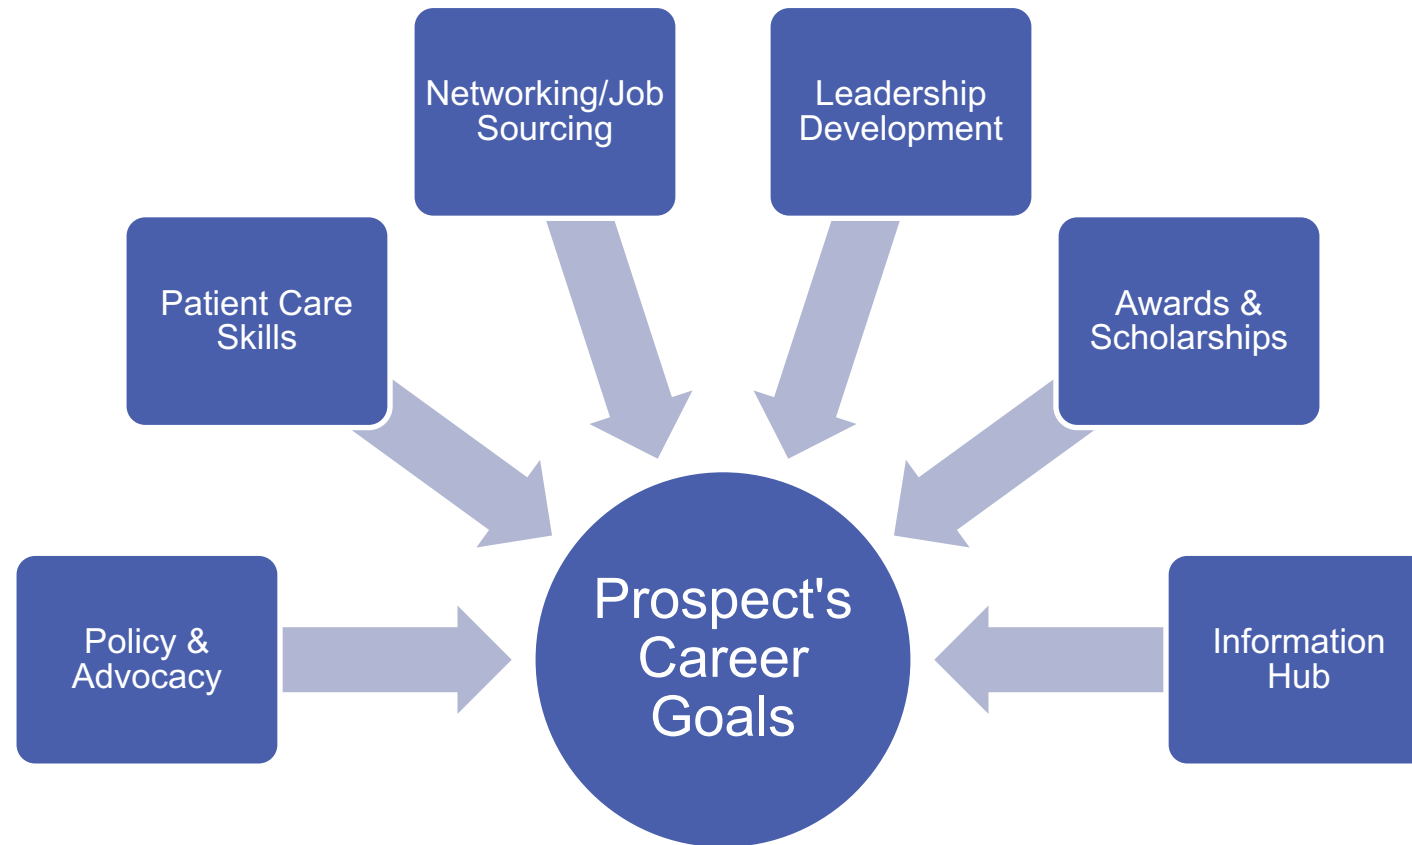 Networking/Job
Sourcing
Leadership
Development
Patient Care
Skills
Awards &
Scholarships
Policy &
Advocacy
Prospect's
Career
Goals
Information
Hub